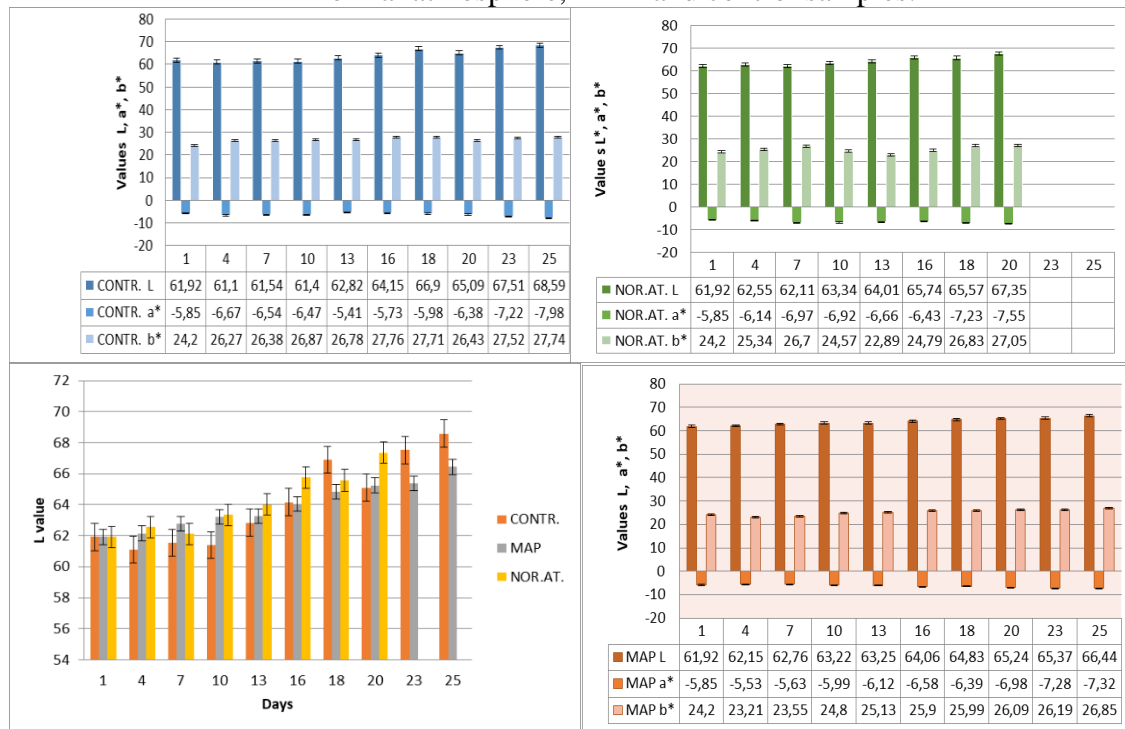 80
70
60
50
40
30
20
10
0
-10
-20
Values L, a*, b*
1 4 7 10 13 16 18 20 23 25
CONTR. L 61,92 61,1 61,54 61,4 62,82 64,15 66,9 65,09 67,51 68,59
CONTR. a* -5,85 -6,67 -6,54 -6,47 -5,41 -5,73 -5,98 -6,38 -7,22 -7,98
CONTR. b* 24,2 26,27 26,38 26,87 26,78 27,76 27,71 26,43 27,52 27,74
80
70
60
50
40
30
20
10
0
-10
-20
Value s L*, a*, b*
1 4 7 10 13 16 18 20 23 25
NOR.AT. L 61,92 62,55 62,11 63,34 64,01 65,74 65,57 67,35
NOR.AT. a* -5,85 -6,14 -6,97 -6,92 -6,66 -6,43 -7,23 -7,55
NOR.AT. b* 24,2 25,34 26,7 24,57 22,89 24,79 26,83 27,05
72
70
68
66
64
62
60
58
56
54
L value
1 4 7 10 13 16 18 20 23 25
Days
CONTR.
MAP
NOR.AT.
80
70
60
50
40
30
20
10
0
-10
-20
Values L, a*, b*
1 4 7 10 13 16 18 20 23 25
MAP L 61,92 62,15 62,76 63,22 63,25 64,06 64,83 65,24 65,37 66,44
MAP a* -5,85 -5,53 -5,63 -5,99 -6,12 -6,58 -6,39 -6,98 -7,28 -7,32
MAP b* 24,2 23,21 23,55 24,8 25,13 25,9 25,99 26,09 26,19 26,85